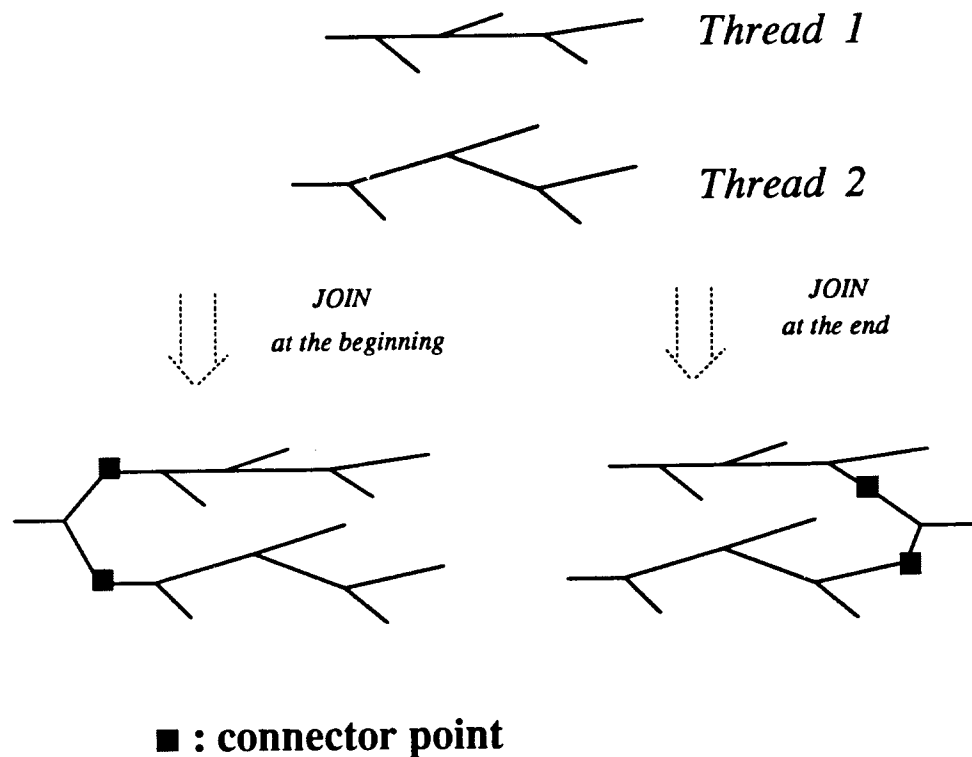 Thread 1
Thread 2
JOIN
at the beginning
JOIN
at the end
■ : connector point